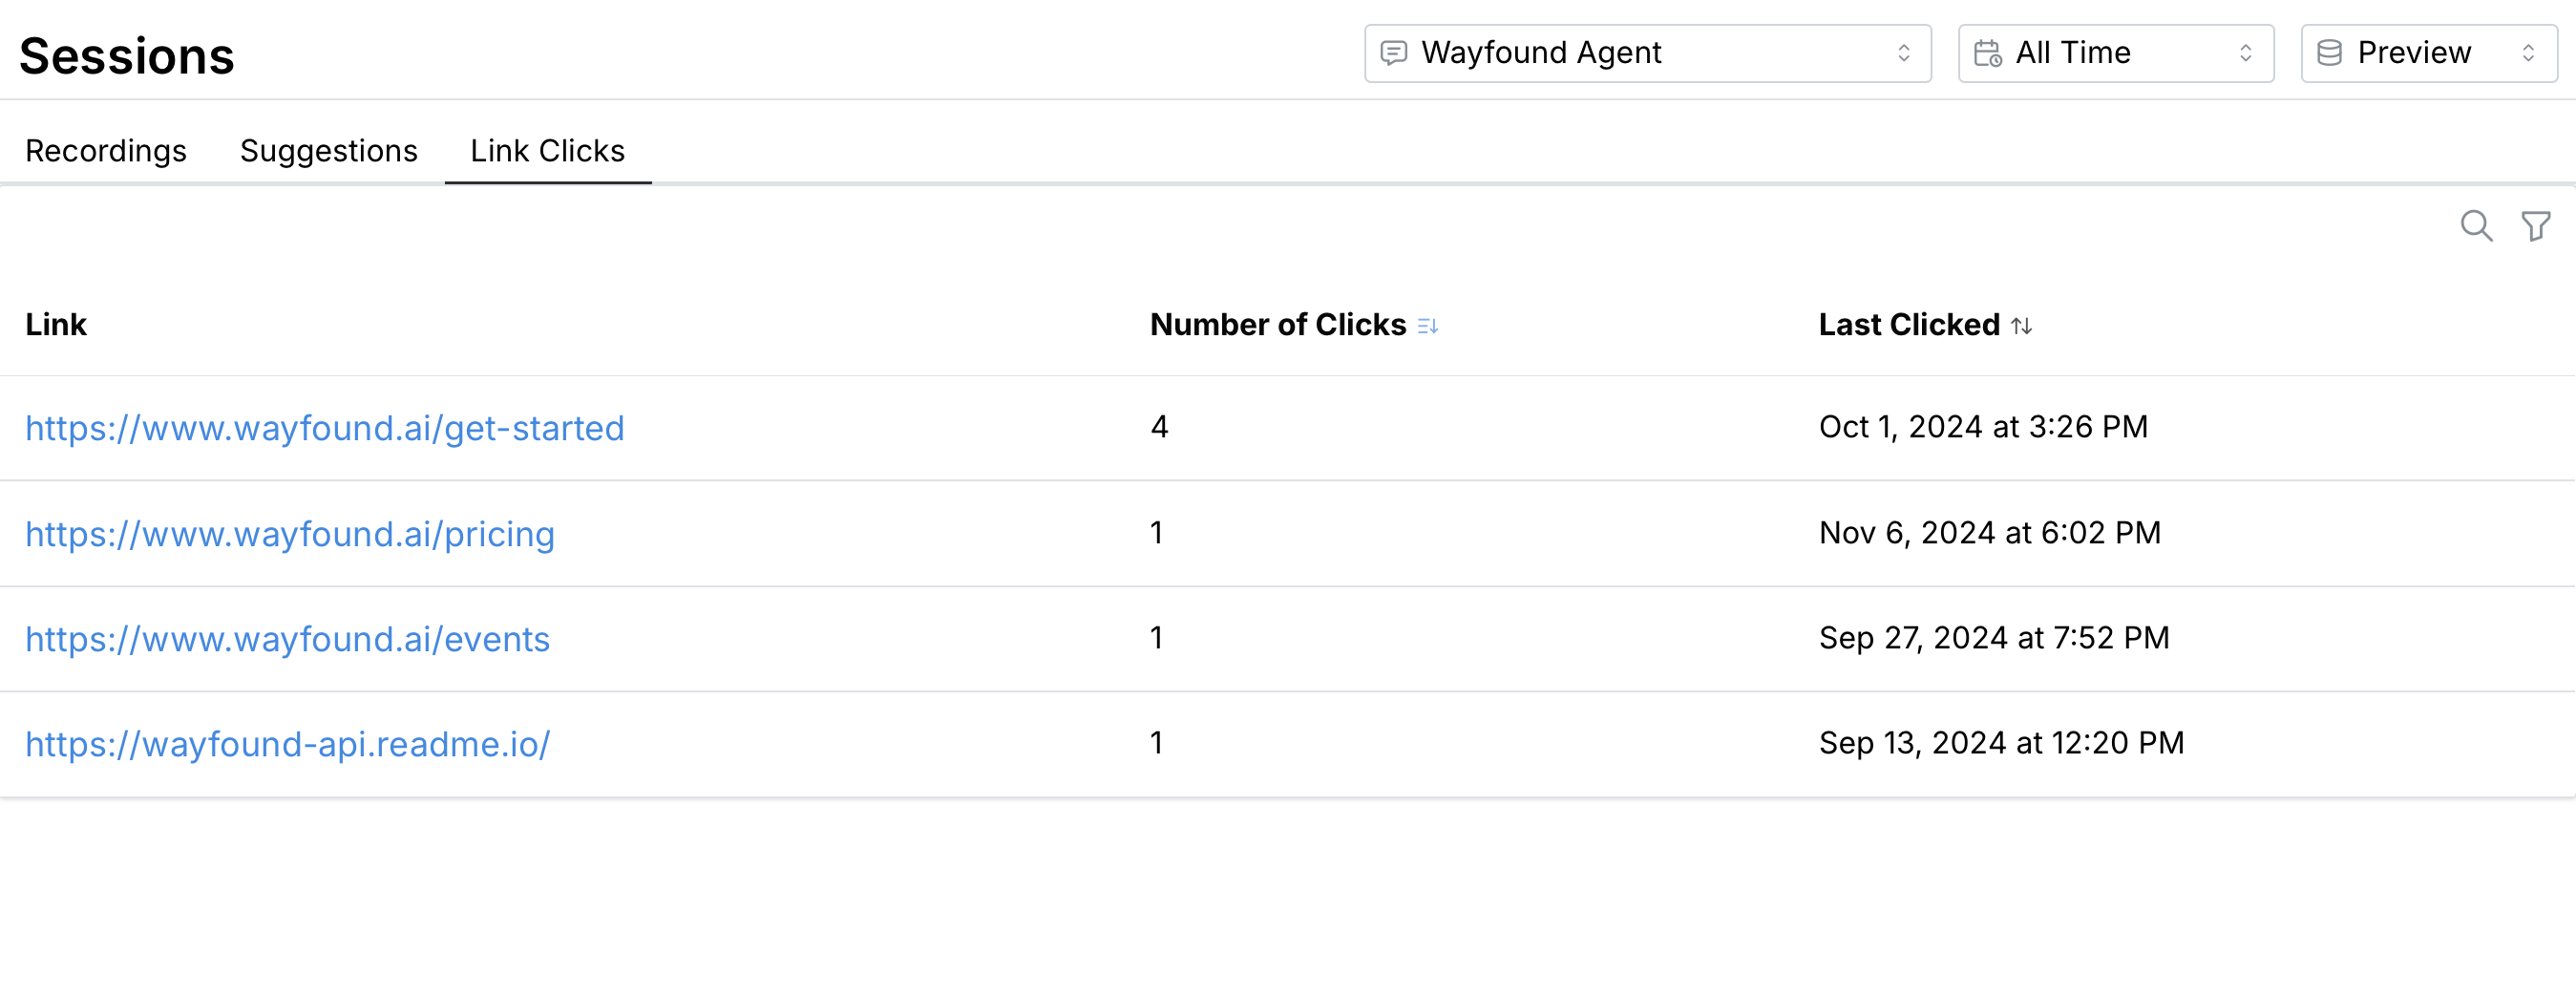 Sessions
Wayfound Agent
All Time
Preview
Recordings Suggestions Link Clicks
Link Number of Clicks Last Clicked
https://www.wayfound.ai/get-started 4 Oct 1, 2024 at 3:26 PM
https://www.wayfound.ai/pricing 1 Nov 6, 2024 at 6:02 PM
https://www.wayfound.ai/events 1 Sep 27, 2024 at 7:52 PM
https://wayfound-api.readme.io/ 1 Sep 13, 2024 at 12:20 PM